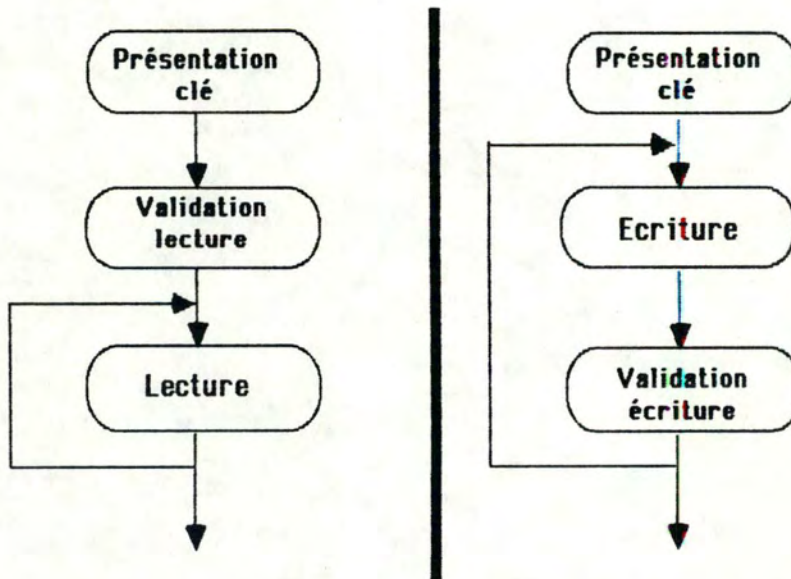 Présentation
clé
Validation
lecture
Lecture
Présentation
clé
Ecriture
Validation
écriture